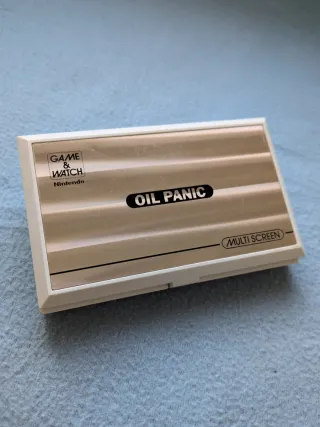 GAME
&
WATCH
Nintendo
OIL PANIC
MULTI SCREEN